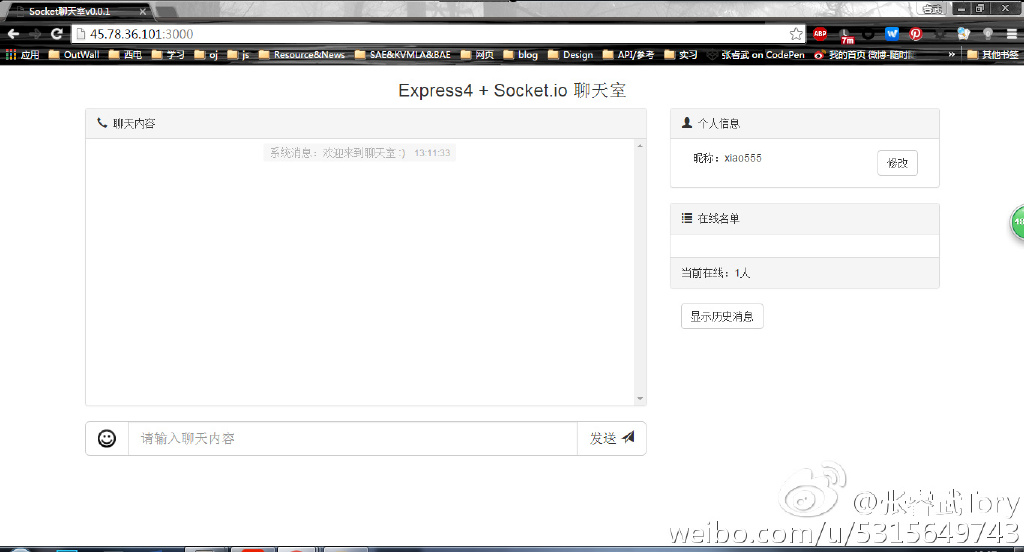 Socket聊天室v0.0.1
45.78.36.101:3000
ABP 7m W
应用 OutWall 西电 学习 oj js Resource&News SAE&KVMLA&BAE 网页 blog Design API/参考 实习 张睿武 on CodePen 我的首页 微博-随时 » 其他书签
Express4 + Socket.io 聊天室
聊天内容
系统消息：欢迎来到聊天室 :) 13:11:33
请输入聊天内容
发送
个人信息
昵称：xiao555 修改
在线名单
当前在线：1人
显示历史消息
@张睿武Tory
weibo.com/u/5315649743